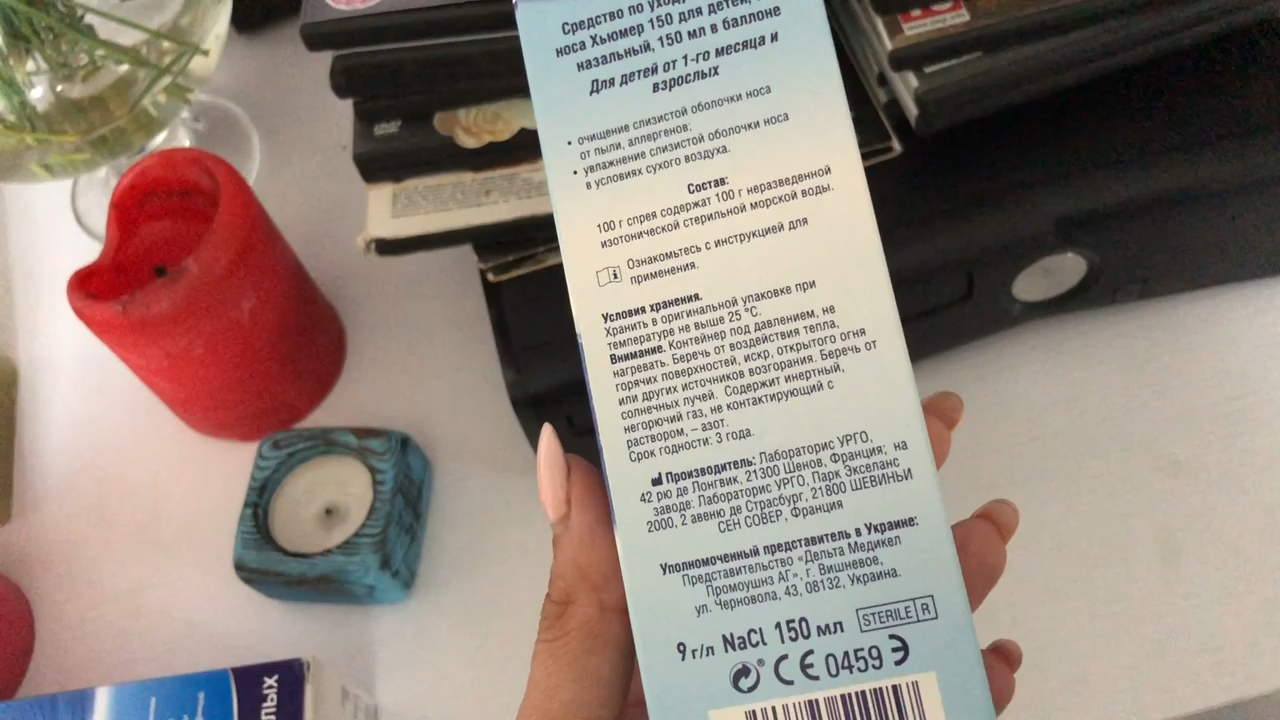 Средство по уходу
носа Хьюмер 150 для детей,
назальный, 150 мл в баллоне
Для детей от 1-го месяца и
взрослых
• очищение слизистой оболочки носа
от пыли, аллергенов;
• увлажнение слизистой оболочки носа
в условиях сухого воздуха.
Состав:
100 г спрея содержат 100 г неразведенной
изотонической стерильной морской воды.
Ознакомьтесь с инструкцией для
применения.
Условия хранения.
Хранить в оригинальной упаковке при
температуре не выше 25 °C.
Внимание. Контейнер под давлением, не
нагревать. Беречь от воздействия тепла,
горячих поверхностей, искр, открытого огня
или других источников возгорания. Беречь от
солнечных лучей. Содержит инертный,
негорючий газ, не контактирующий с
раствором, – азот.
Срок годности: 3 года.
Производитель: Лабораторис УРГО,
42 рю де Лонгвик, 21300 Шенов, Франция; на
заводе: Лабораторис УРГО, Парк Экселанс
2000, 2 авеню де Страсбург, 21800 ШЕВИНЬИ
СЕН СОВЕР, Франция
Уполномоченный представитель в Украине:
Представительство «Дельта Медикел
Промоушнз АГ», г. Вишневое,
ул. Черновола, 43, 08132, Украина.
9 г/л NaCl 150 мл STERILE R
CE 0459
ЛЫХ